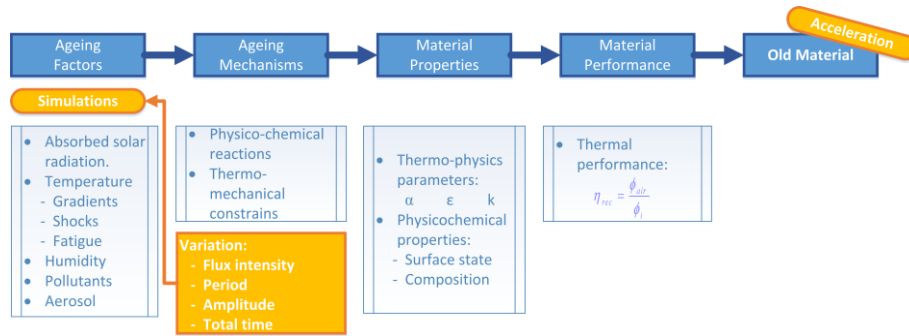 Ageing
Factors
Ageing
Mechanisms
Material
Properties
Material
Performance
Old Material
Acceleration
Simulations
• Absorbed solar
radiation.
• Temperature
- Gradients
- Shocks
- Fatigue
• Humidity
• Pollutants
• Aerosol
• Physico-chemical
reactions
• Thermo-
mechanical
constrains
Variation:
- Flux intensity
- Period
- Amplitude
- Total time
• Thermo-physics
parameters:
α ε k
• Physicochemical
properties:
- Surface state
- Composition
• Thermal
performance:
η_rec = ϕ_air / ϕ_i